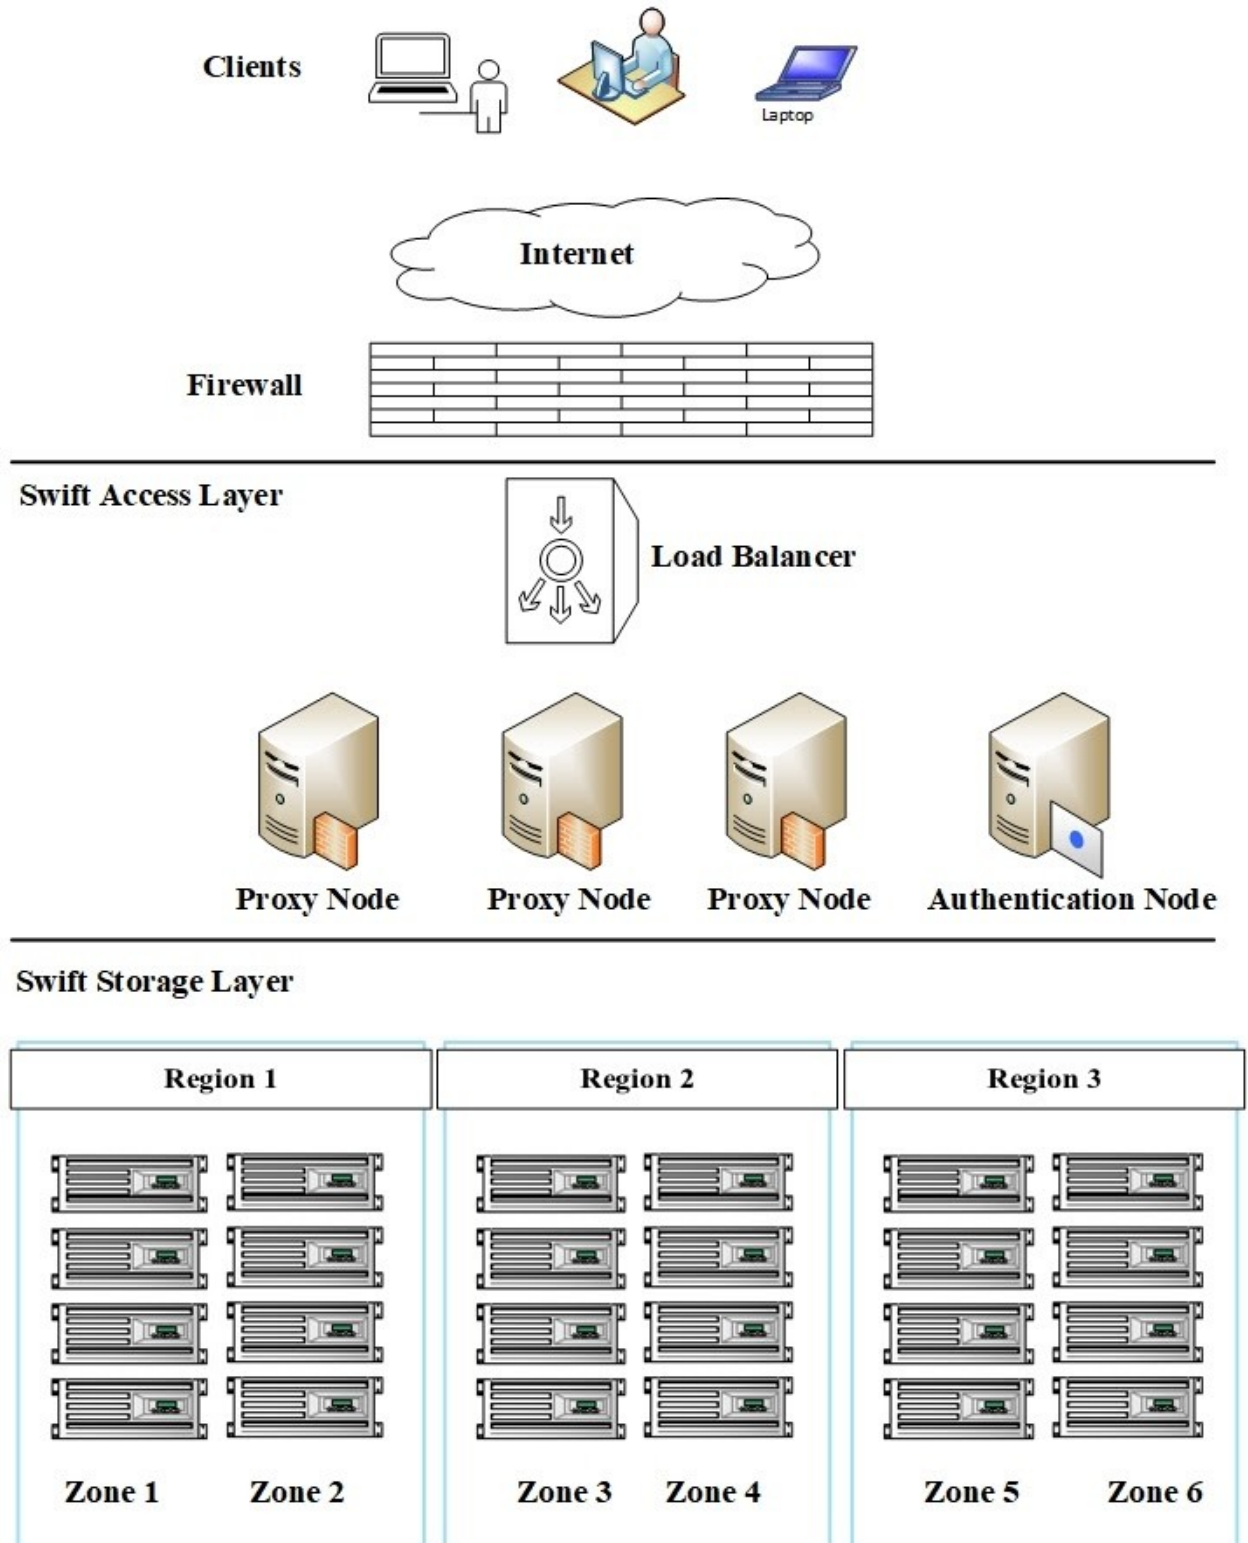 Clients
Laptop
Internet
Firewall
Swift Access Layer
Load Balancer
Proxy Node
Proxy Node
Proxy Node
Authentication Node
Swift Storage Layer
Region 1
Region 2
Region 3
Zone 1
Zone 2
Zone 3
Zone 4
Zone 5
Zone 6